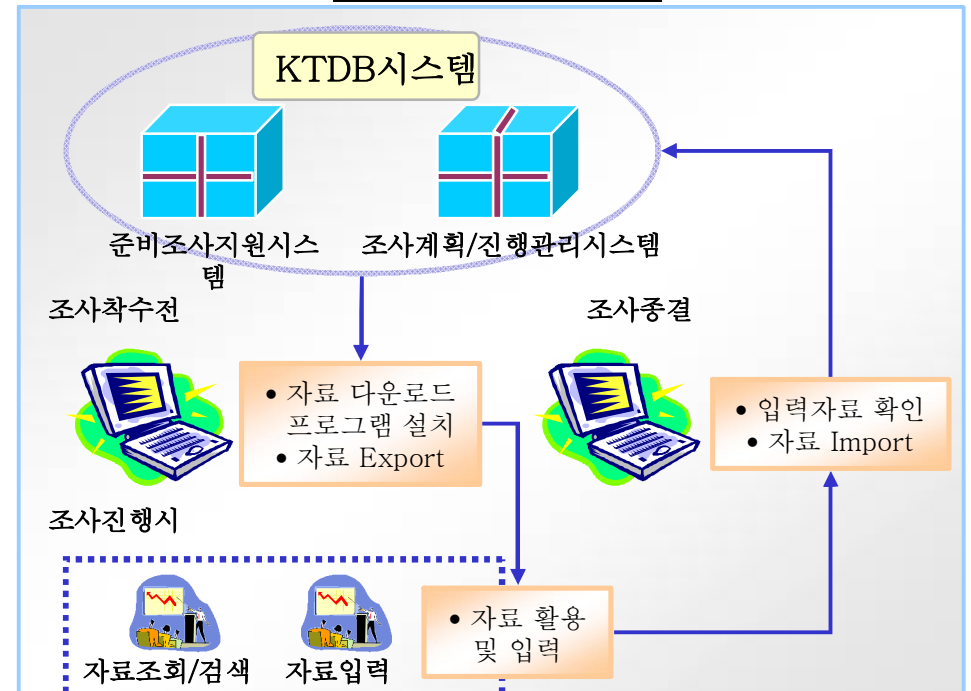 KTDB시스템
준비조사지원시스
템
조사계획/진행관리시스템
조사착수전
조사종결
• 자료 다운로드
프로그램 설치
• 자료 Export
• 입력자료 확인
• 자료 Import
조사진행시
자료조회/검색
자료입력
• 자료 활용
및 입력